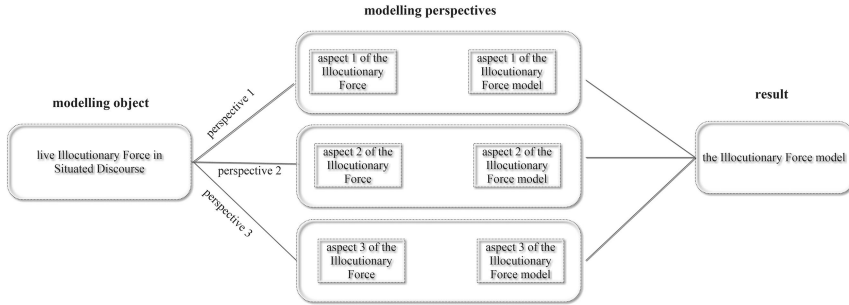 modelling perspectives
aspect 1 of the
Illocutionary
Force
aspect 1 of the
Illocutionary
Force model
modelling object
perspective 1
result
live Illocutionary Force in
Situated Discourse
perspective 2
aspect 2 of the
Illocutionary
Force
aspect 2 of the
Illocutionary
Force model
the Illocutionary Force model
perspective 3
aspect 3 of the
Illocutionary
Force
aspect 3 of the
Illocutionary
Force model